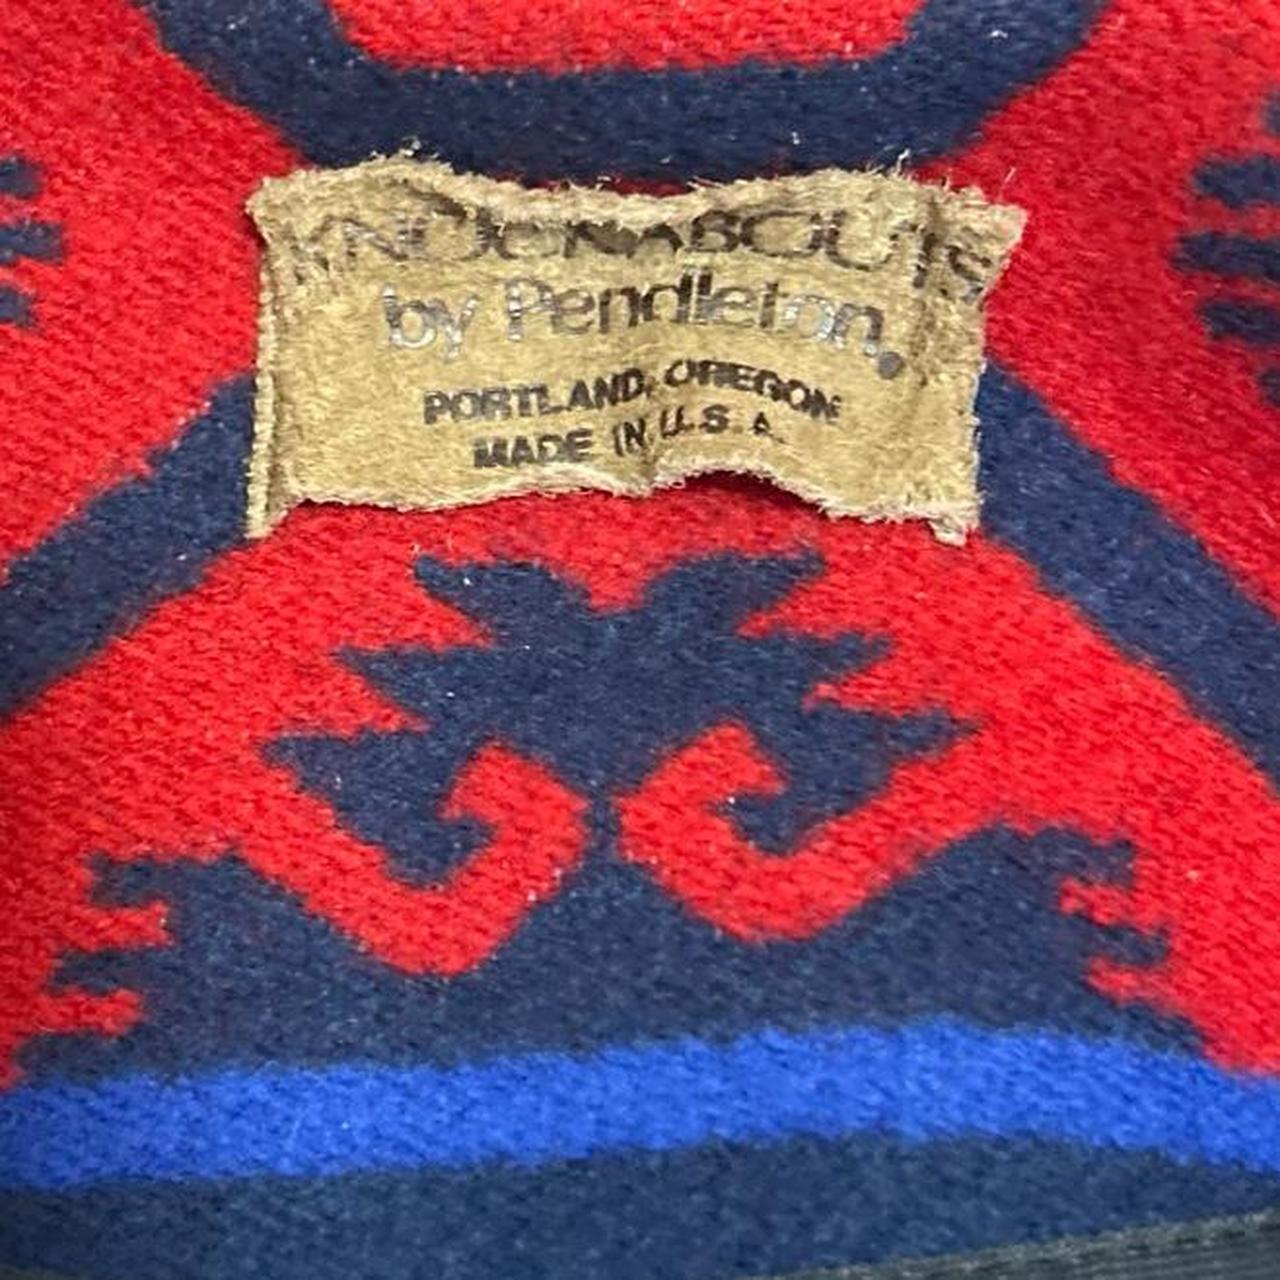 KNOCKABOUTS
by Pendleton®
PORTLAND, OREGON
MADE IN U.S.A.